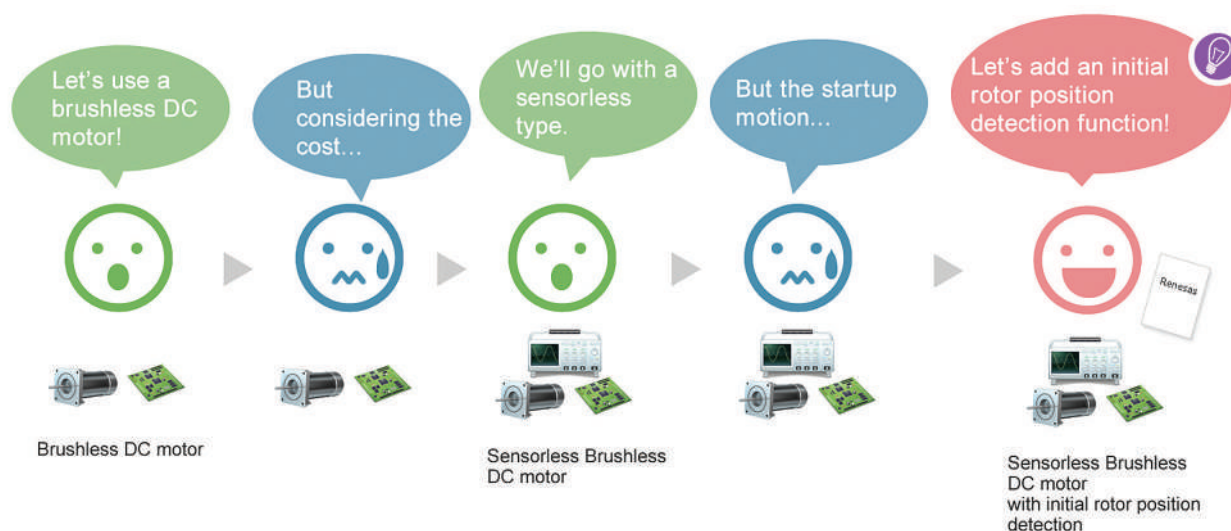 Let's use a
brushless DC
motor!
But
considering the
cost...
We'll go with a
sensorless
type.
But the startup
motion...
Let's add an initial
rotor position
detection function!
Renesas
Brushless DC motor
Sensorless Brushless
DC motor
Sensorless Brushless
DC motor
with initial rotor position
detection